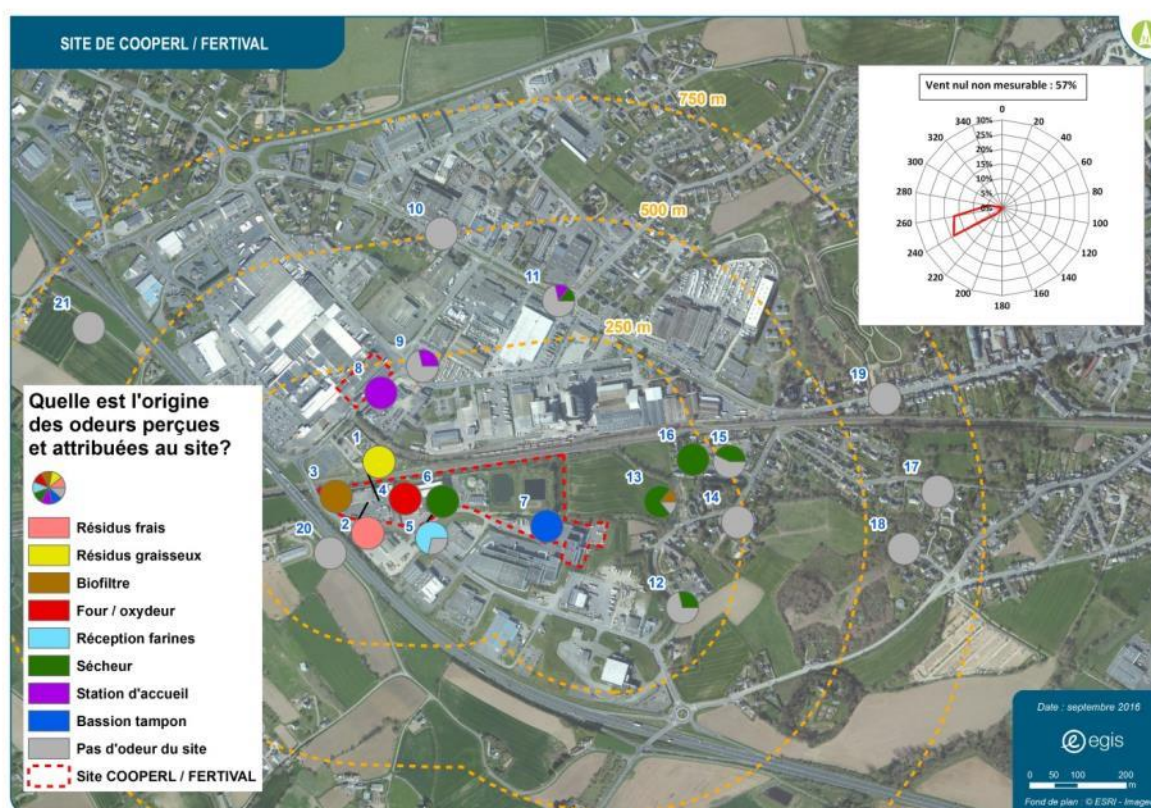 SITE DE COOPERL / FERTIVAL
Vent nul non mesurable : 57%
0
20
40
60
80
100
120
140
160
180
200
220
240
260
280
300
320
340
30%
25%
20%
15%
10%
5%
0%
750 m
500 m
250 m
10
11
21
9
8
19
1
16
15
3
4
6
13
17
7
14
2
5
20
18
12
Quelle est l'origine
des odeurs perçues
et attribuées au site?
Résidus frais
Résidus graisseux
Biofiltre
Four / oxydeur
Réception farines
Sécheur
Station d'accueil
Bassion tampon
Pas d'odeur du site
Site COOPERL / FERTIVAL
Date : septembre 2016
egis
0 50 100 200
m
Fond de plan : © ESRI - Image